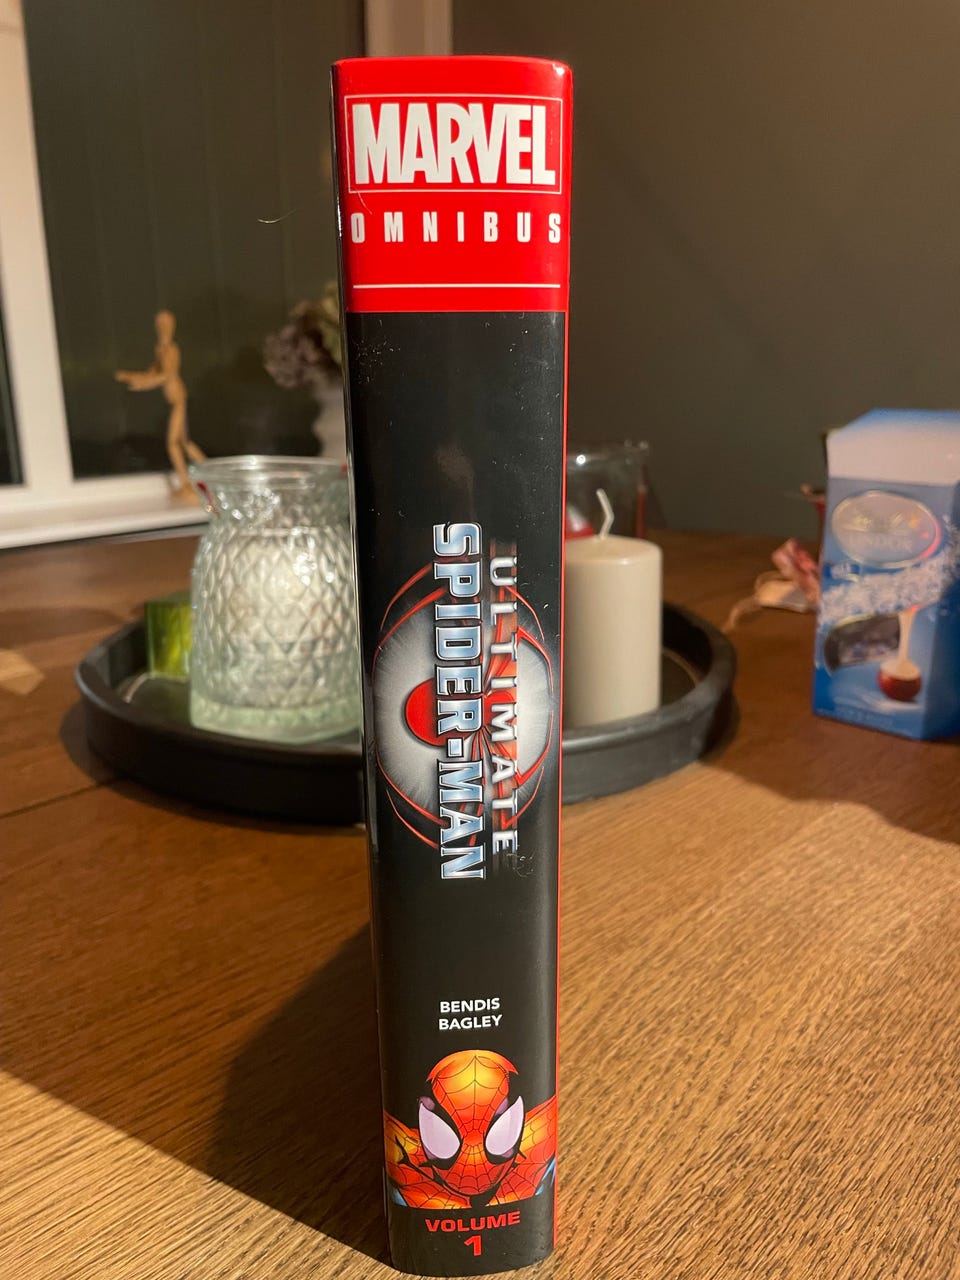 MARVEL
OMNIBUS
ULTIMATE
SPIDER-MAN
BENDIS
BAGLEY
VOLUME
1